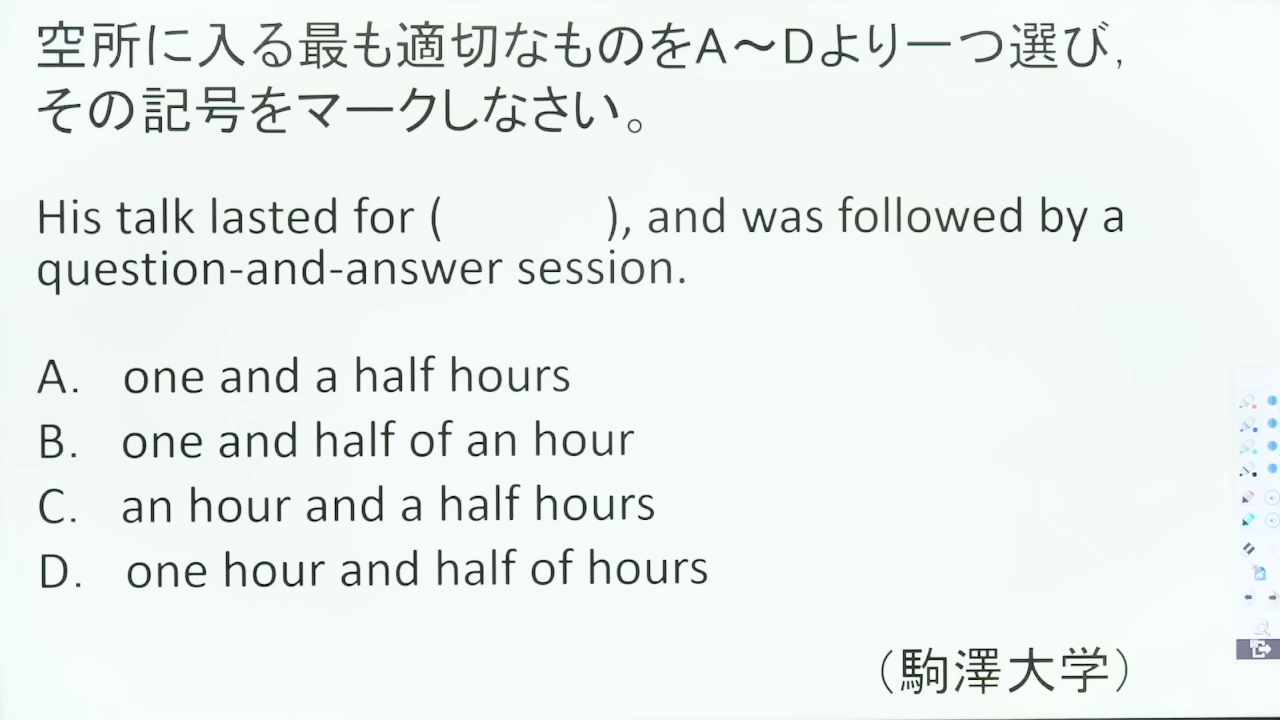 空所に入る最も適切なものをA～Dより一つ選び,
その記号をマークしなさい。
His talk lasted for (          ), and was followed by a
question-and-answer session.
A. one and a half hours
B. one and half of an hour
C. an hour and a half hours
D. one hour and half of hours
（駒澤大学）